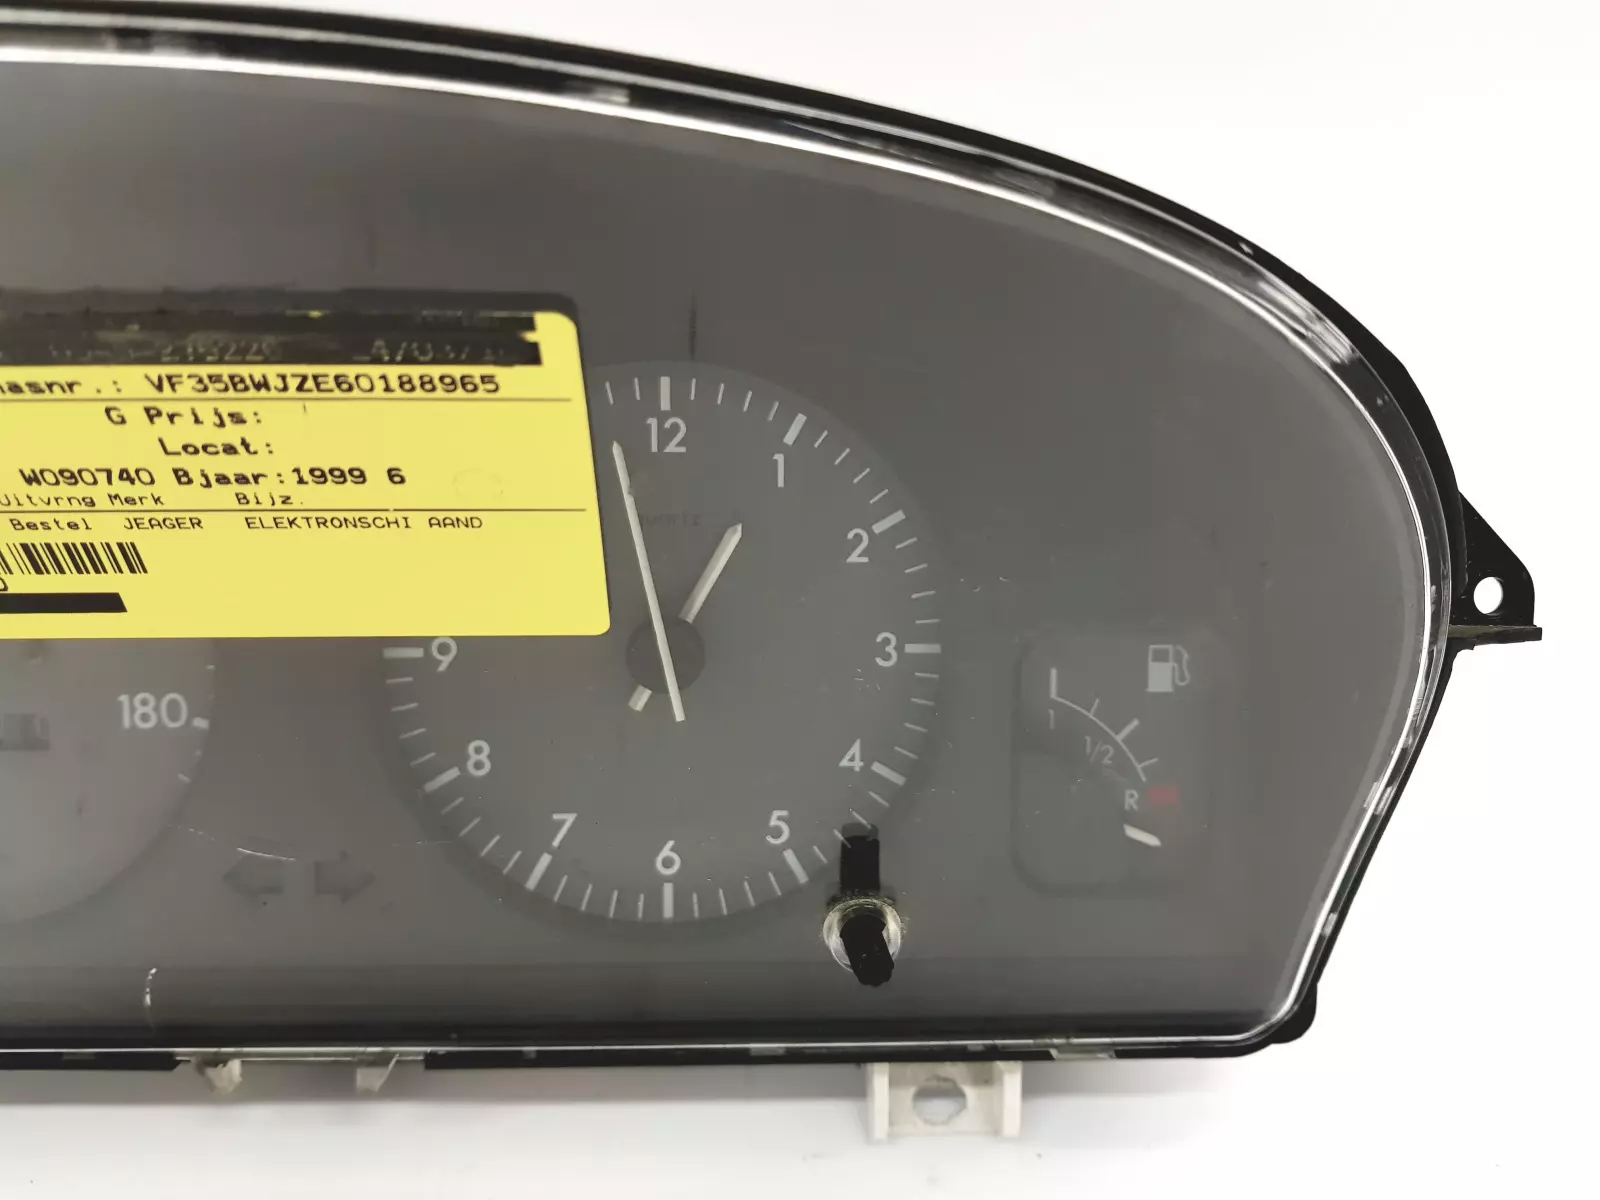 VF35BWJZE60188965
G Prijs:
Locat:
W090740 Bjaar:1999 6
Uitvrng Merk Bijz.
Bestel JEAGER ELEKTRONSCHI AAND
12
1
2
3
4
5
6
7
8
9
quartz
180
1
1/2
R